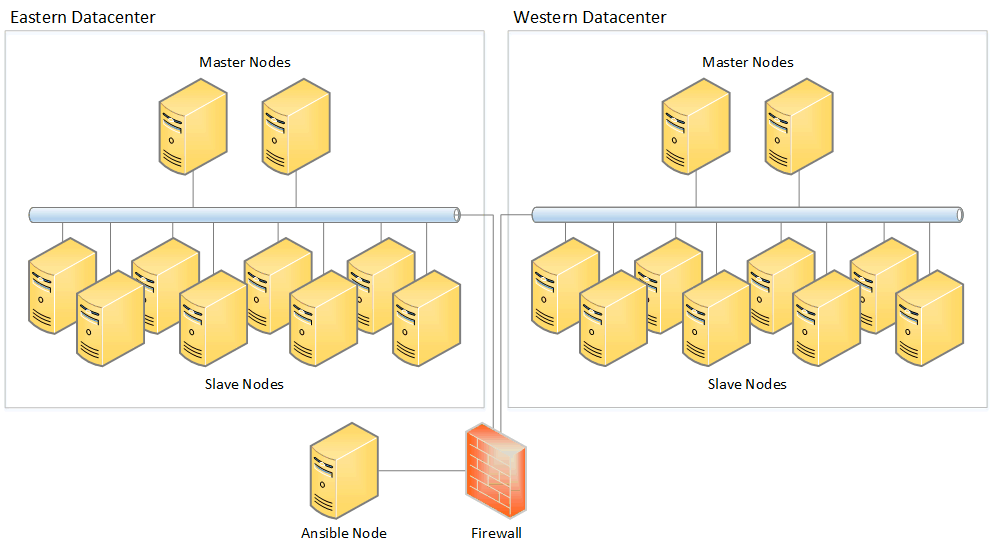 Eastern Datacenter
Western Datacenter
Master Nodes
Master Nodes
Slave Nodes
Slave Nodes
Ansible Node
Firewall